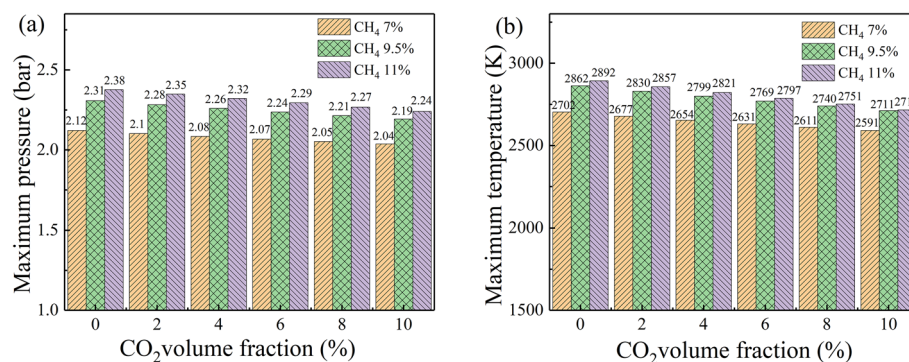 (a)
CH₄ 7%
CH₄ 9.5%
CH₄ 11%
Maximum pressure (bar)
2.5
2.0
1.5
1.0
2.12 2.31 2.38
2.1 2.28 2.35
2.08 2.26 2.32
2.07 2.24 2.29
2.05 2.21 2.27
2.04 2.19 2.24
0 2 4 6 8 10
CO₂volume fraction (%)
(b)
CH₄ 7%
CH₄ 9.5%
CH₄ 11%
Maximum temperature (K)
3000
2500
2000
1500
2702 2862 2892
2677 2830 2857
2654 2799 2821
2631 2769 2797
2611 2740 2751
2591 2711
0 2 4 6 8 10
CO₂volume fraction (%)